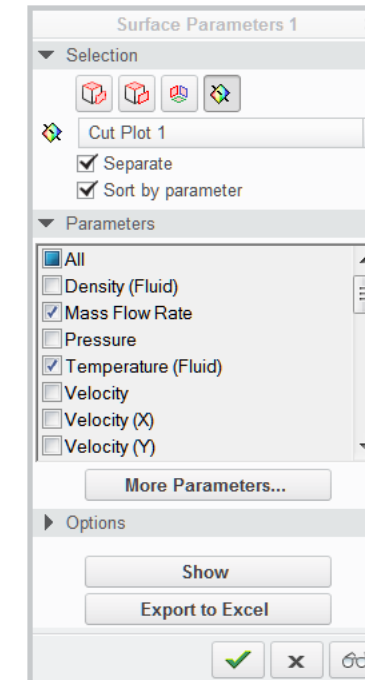 Surface Parameters 1
Selection
Cut Plot 1
Separate
Sort by parameter
Parameters
All
Density (Fluid)
Mass Flow Rate
Pressure
Temperature (Fluid)
Velocity
Velocity (X)
Velocity (Y)
More Parameters...
Options
Show
Export to Excel